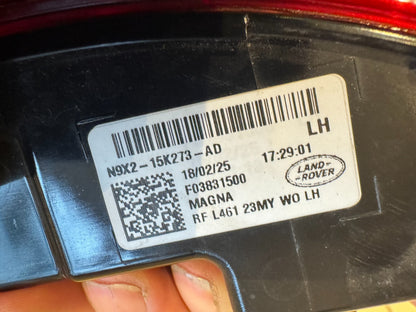 LH
N9X2-15K273-AD
18/02/25 17:29:01
F03831500
MAGNA
RF L461 23MY WO LH
LAND-
-ROVER